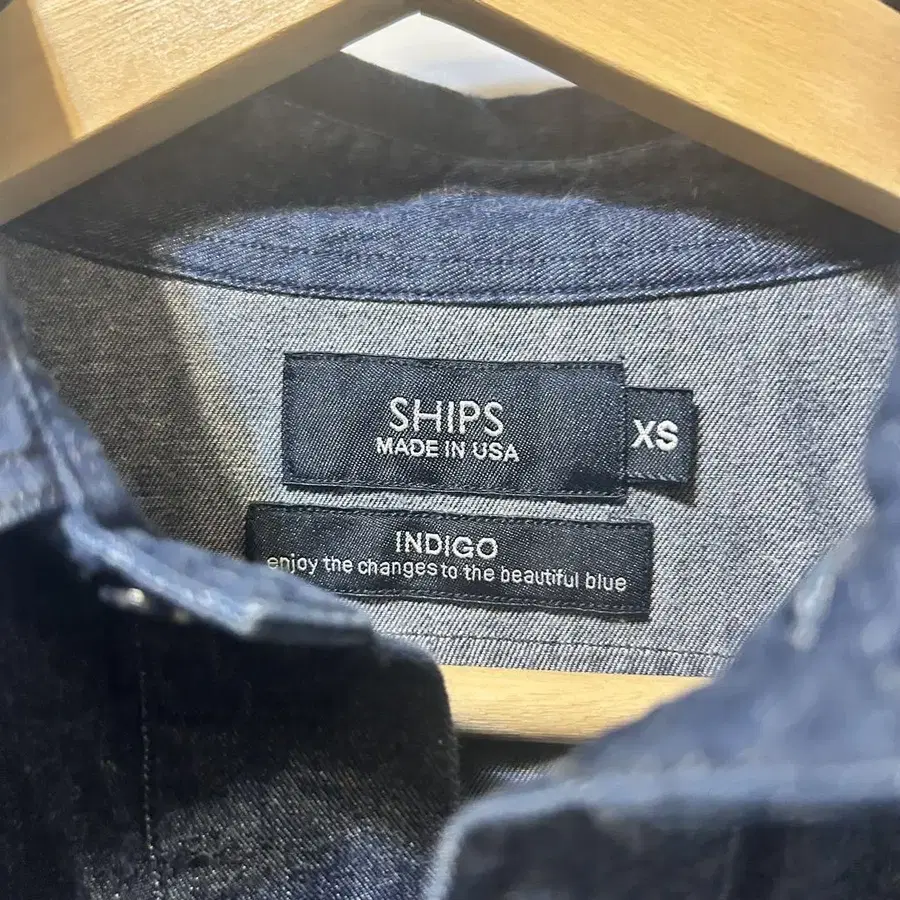 SHIPS
MADE IN USA
XS
INDIGO
enjoy the changes to the beautiful blue